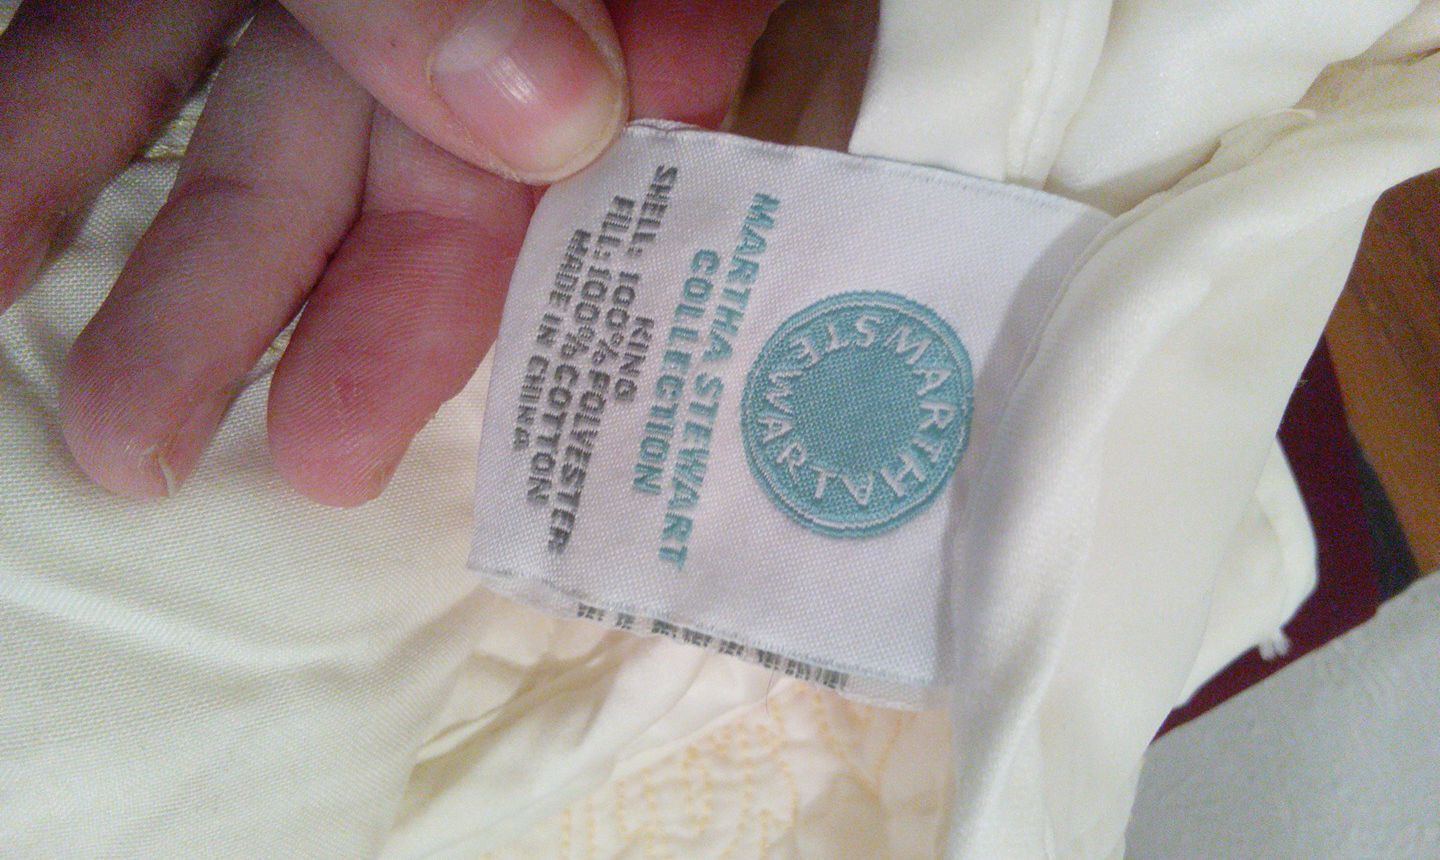 MARTHA STEWART
MARTHA STEWART
COLLECTION
KING
SHELL: 100% POLYESTER
FILL: 100% COTTON
MADE IN CHINA